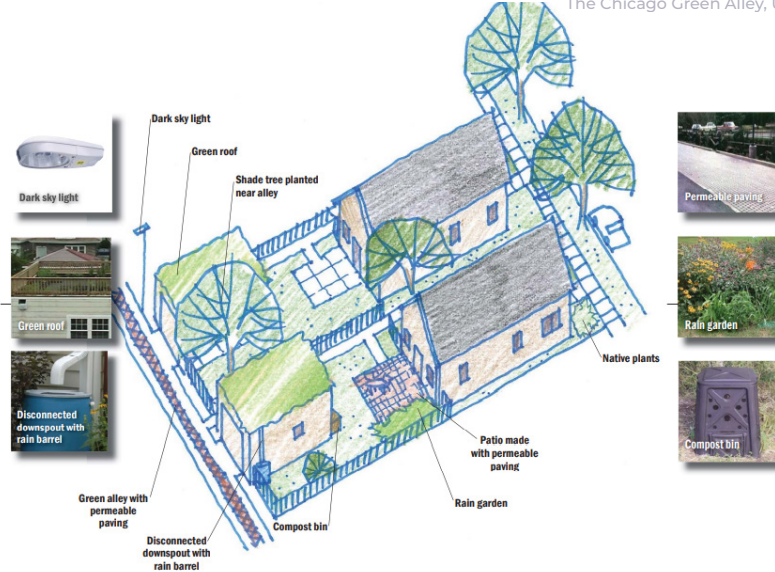 The Chicago Green Alley,
Dark sky light
Green roof
Shade tree planted
near alley
Dark sky light
Green roof
Disconnected
downspout with
rain barrel
Permeable paving
Rain garden
Compost bin
Native plants
Patio made
with permeable
paving
Rain garden
Compost bin
Green alley with
permeable
paving
Disconnected
downspout with
rain barrel